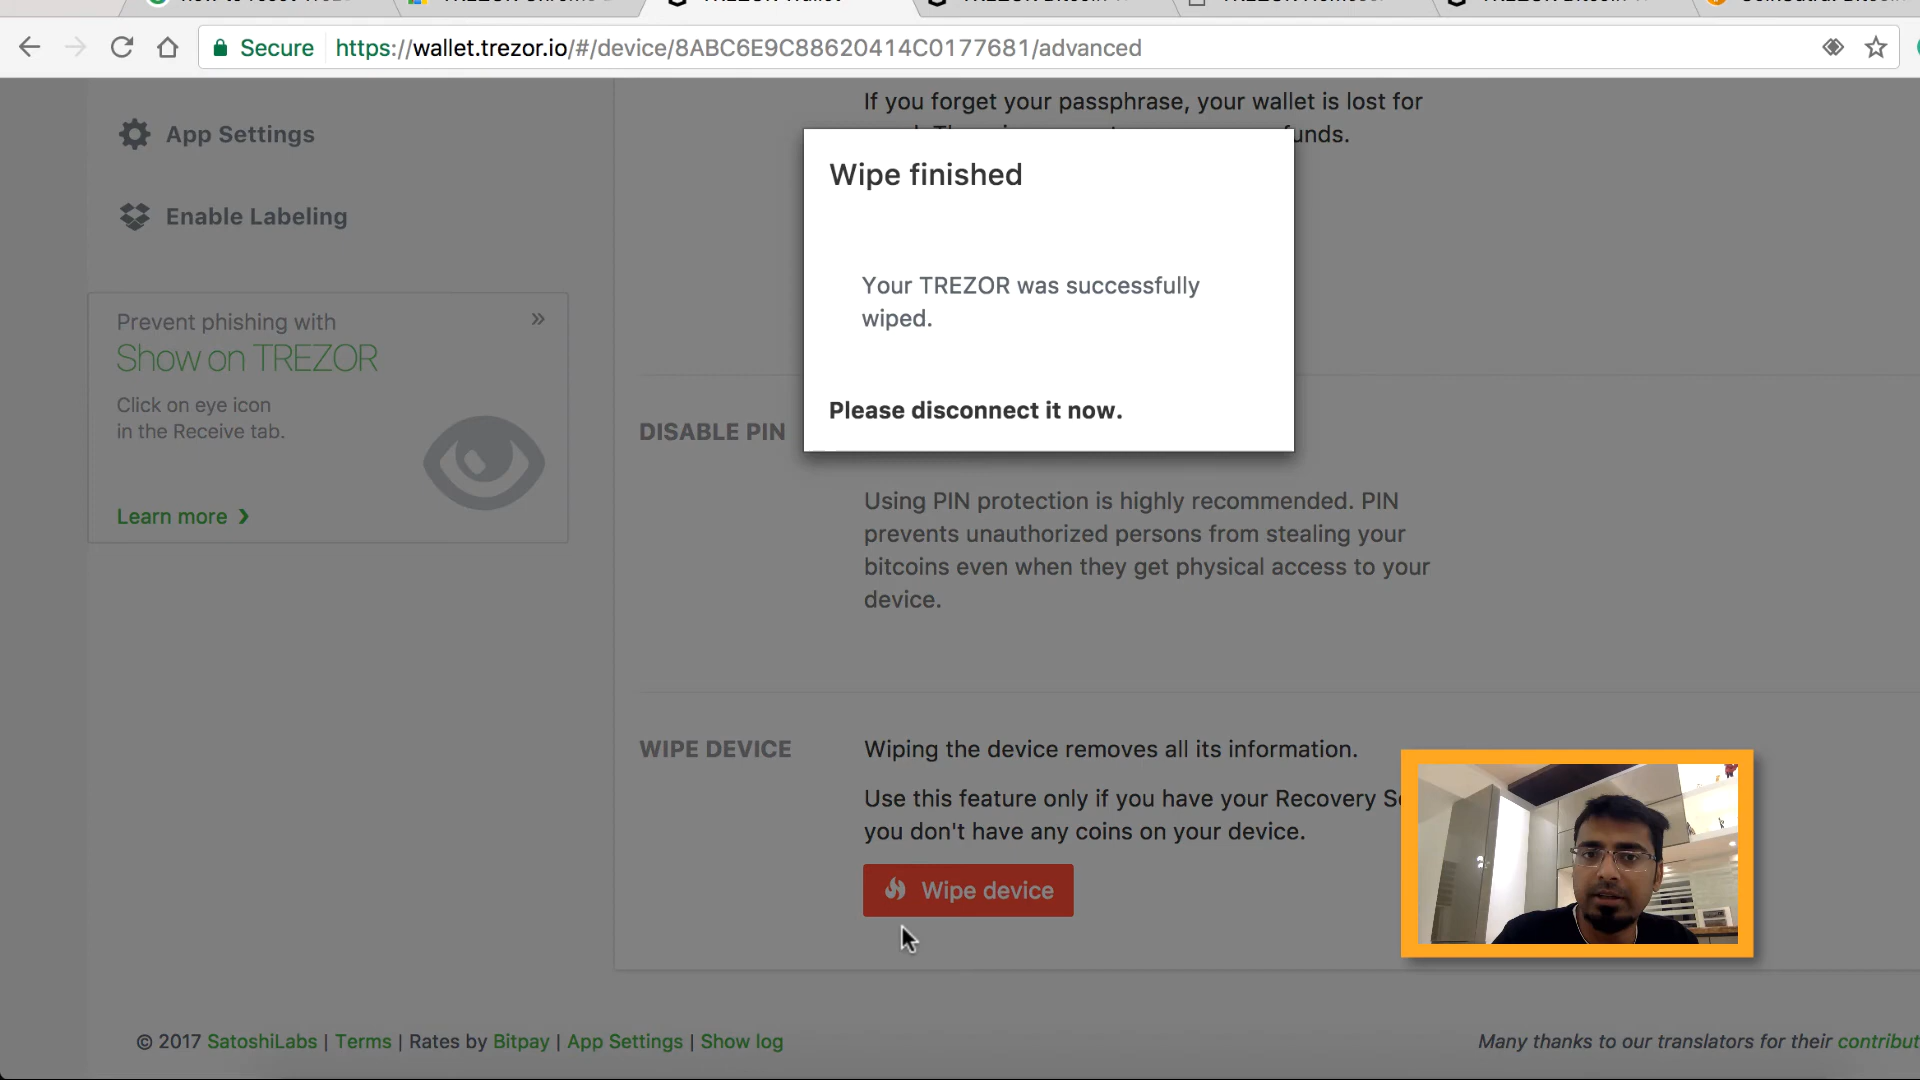 Secure
https://wallet.trezor.io/#/device/8ABC6E9C88620414C0177681/advanced
App Settings
Enable Labeling
Prevent phishing with
Show on TREZOR
Click on eye icon
in the Receive tab.
Learn more
If you forget your passphrase, your wallet is lost for
funds.
Wipe finished
Your TREZOR was successfully
wiped.
Please disconnect it now.
DISABLE PIN
Using PIN protection is highly recommended. PIN
prevents unauthorized persons from stealing your
bitcoins even when they get physical access to your
device.
WIPE DEVICE
Wiping the device removes all its information.
Use this feature only if you have your Recovery
you don't have any coins on your device.
Wipe device
© 2017 SatoshiLabs | Terms | Rates by Bitpay | App Settings | Show log
Many thanks to our translators for their contribut